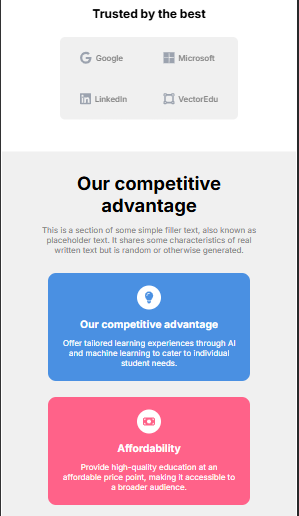 Trusted by the best
Google
Microsoft
LinkedIn
VectorEdu
Our competitive
advantage
This is a section of some simple filler text, also known as
placeholder text. It shares some characteristics of real
written text but is random or otherwise generated.
Our competitive advantage
Offer tailored learning experiences through AI
and machine learning to cater to individual
student needs.
Affordability
Provide high-quality education at an
affordable price point, making it accessible to
a broader audience.